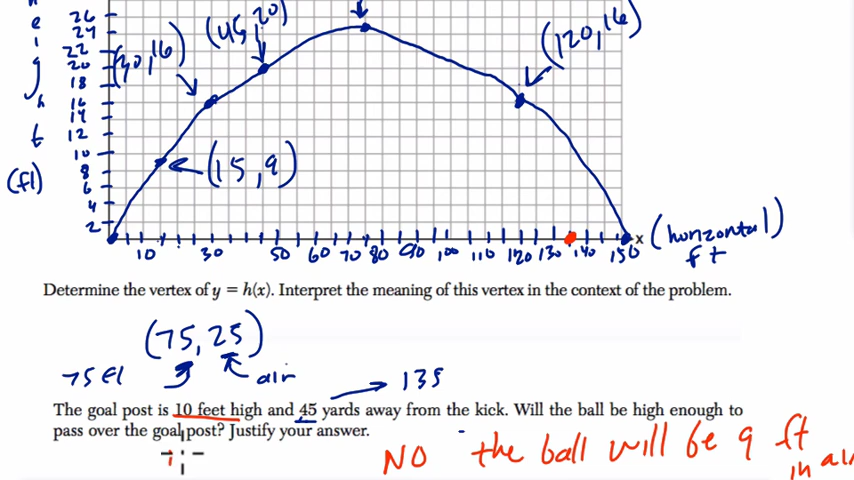 h
e
i
g
h
t
(ft)
26
24
22
20
18
16
14
12
10
8
6
4
2
(30,16)
(45,20)
(120,16)
(15,9)
10 30 50 60 70 80 90 100 110 120 130 140 150 x (horizontal)
ft
Determine the vertex of y = h(x). Interpret the meaning of this vertex in the context of the problem.
(75, 25)
75ft air 135
The goal post is 10 feet high and 45 yards away from the kick. Will the ball be high enough to
pass over the goal post? Justify your answer.
NO - the ball will be 9 ft
in air